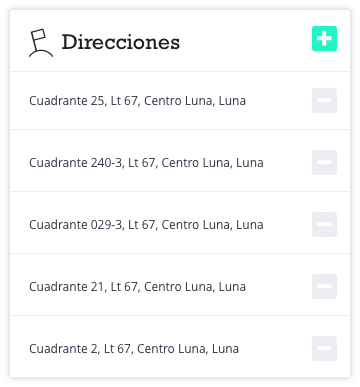 Direcciones
Cuadrante 25, Lt 67, Centro Luna, Luna
Cuadrante 240-3, Lt 67, Centro Luna, Luna
Cuadrante 029-3, Lt 67, Centro Luna, Luna
Cuadrante 21, Lt 67, Centro Luna, Luna
Cuadrante 2, Lt 67, Centro Luna, Luna